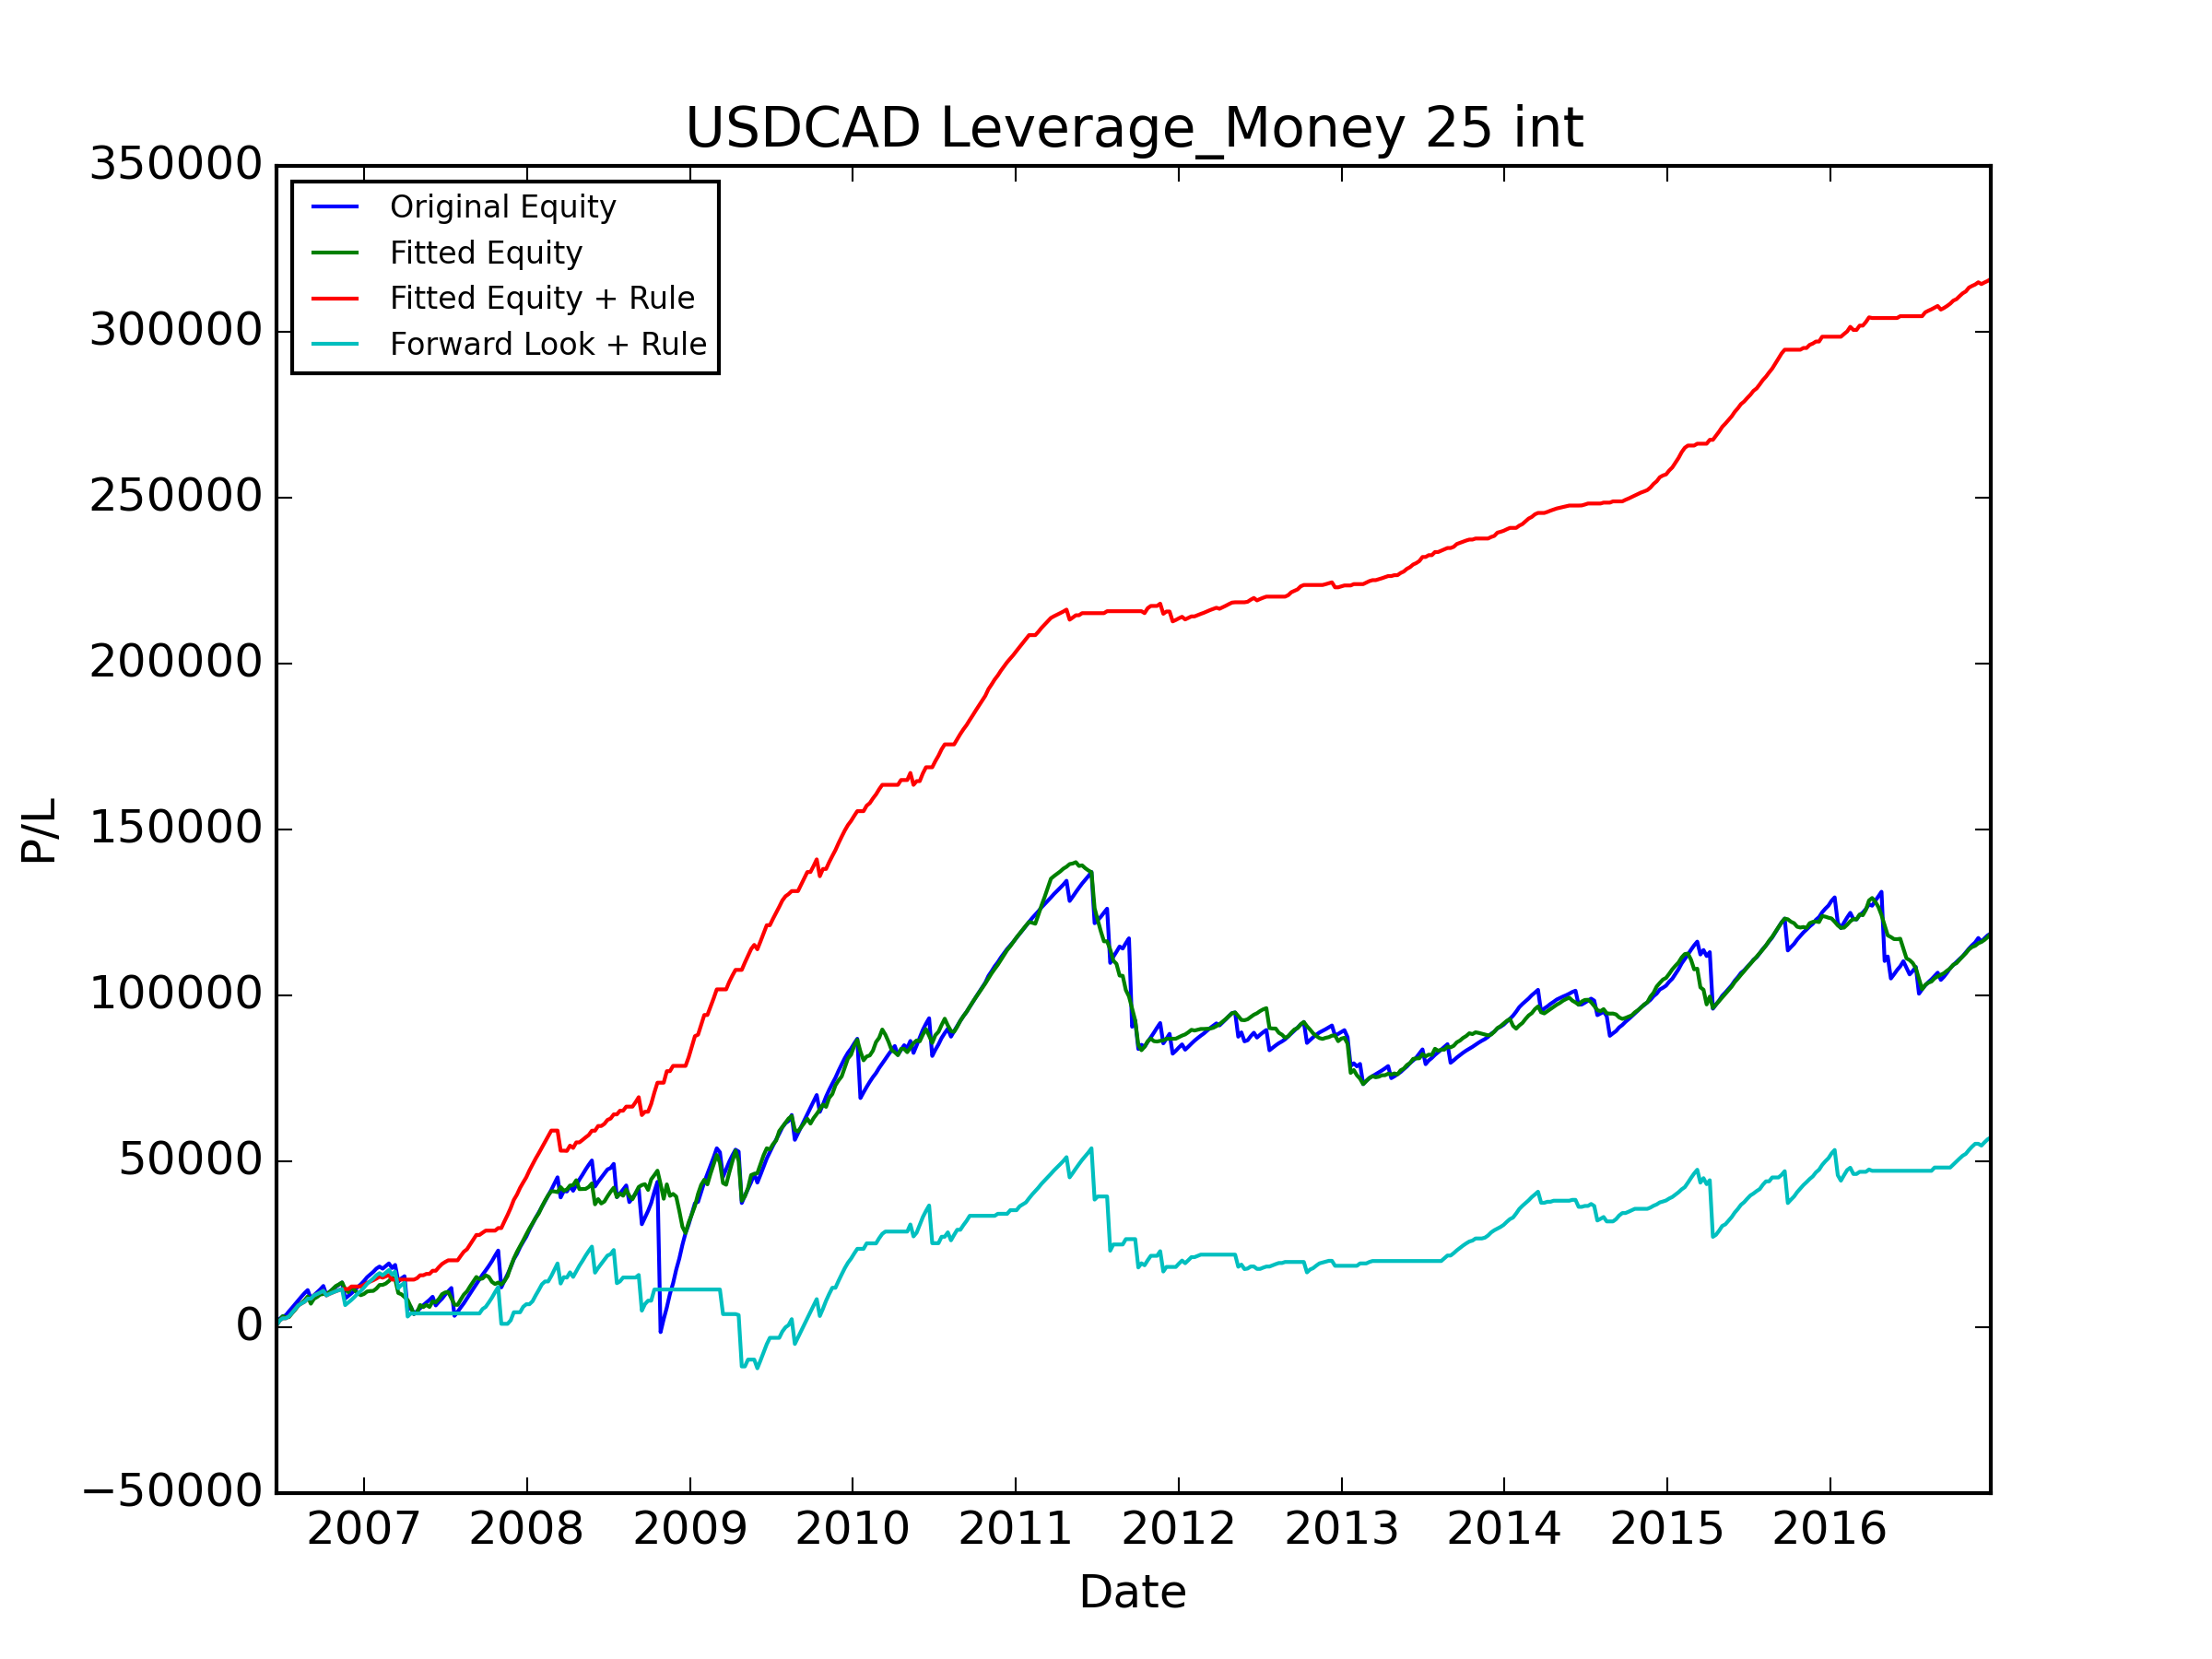 USDCAD Leverage_Money 25 int
350000
300000
250000
200000
150000
100000
50000
0
−50000
P/L
Original Equity
Fitted Equity
Fitted Equity + Rule
Forward Look + Rule
2007 2008 2009 2010 2011 2012 2013 2014 2015 2016
Date